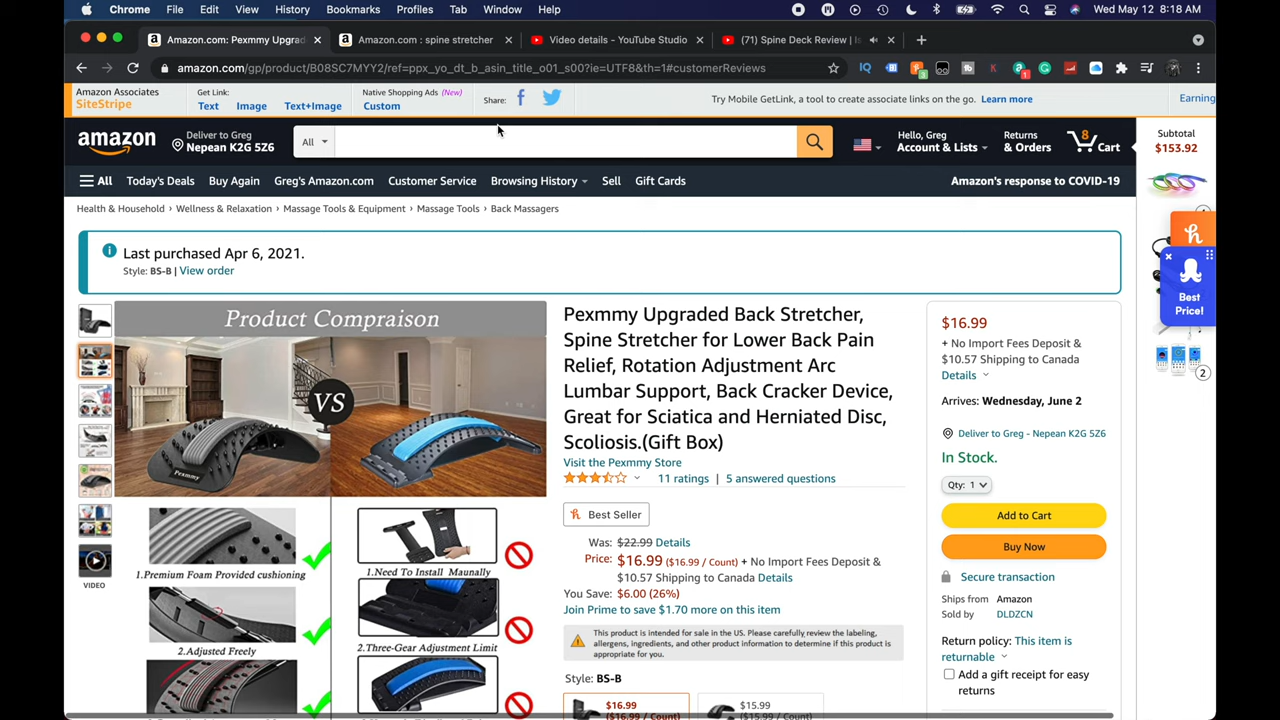 Chrome File Edit View History Bookmarks Profiles Tab Window Help
Wed May 12 8:18 AM
Amazon.com: Pexmmy Upgrad
Amazon.com : spine stretcher
Video details - YouTube Studio
(71) Spine Deck Review | Is
amazon.com/gp/product/B08SC7MYY2/ref=ppx_yo_dt_b_asin_title_o01_s00?ie=UTF8&th=1#customerReviews
Amazon Associates
SiteStripe
Get Link:
Text Image Text+Image
Native Shopping Ads (New)
Custom
Share:
Try Mobile GetLink, a tool to create associate links on the go. Learn more
Earning
amazon
Deliver to Greg
Nepean K2G 5Z6
All
Hello, Greg
Account & Lists
Returns
& Orders
8
Cart
Subtotal
$153.92
All Today's Deals Buy Again Greg's Amazon.com Customer Service Browsing History Sell Gift Cards
Amazon's response to COVID-19
Health & Household › Wellness & Relaxation › Massage Tools & Equipment › Massage Tools › Back Massagers
Last purchased Apr 6, 2021.
Style: BS-B | View order
Product Compraison
VS
Pexmmy
1.Premium Foam Provided cushioning
2.Adjusted Freely
1.Need To Install Maunally
2.Three-Gear Adjustment Limit
VIDEO
Pexmmy Upgraded Back Stretcher,
Spine Stretcher for Lower Back Pain
Relief, Rotation Adjustment Arc
Lumbar Support, Back Cracker Device,
Great for Sciatica and Herniated Disc,
Scoliosis.(Gift Box)
Visit the Pexmmy Store
11 ratings | 5 answered questions
Best Seller
Was: $22.99 Details
Price: $16.99 ($16.99 / Count) + No Import Fees Deposit &
$10.57 Shipping to Canada Details
You Save: $6.00 (26%)
Join Prime to save $1.70 more on this item
This product is intended for sale in the US. Please carefully review the labeling,
allergens, ingredients, and other product information to determine if this product is
appropriate for you.
Style: BS-B
$16.99
($16.99 / Count)
$15.99
($15.99 / Count)
$16.99
+ No Import Fees Deposit &
$10.57 Shipping to Canada
Details
Arrives: Wednesday, June 2
Deliver to Greg - Nepean K2G 5Z6
In Stock.
Qty: 1
Add to Cart
Buy Now
Secure transaction
Ships from Amazon
Sold by DLDZCN
Return policy: This item is
returnable
Add a gift receipt for easy
returns
Best
Price!
2